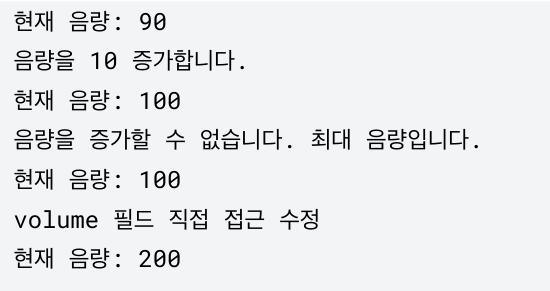 현재 음량: 90
음량을 10 증가합니다.
현재 음량: 100
음량을 증가할 수 없습니다. 최대 음량입니다.
현재 음량: 100
volume 필드 직접 접근 수정
현재 음량: 200